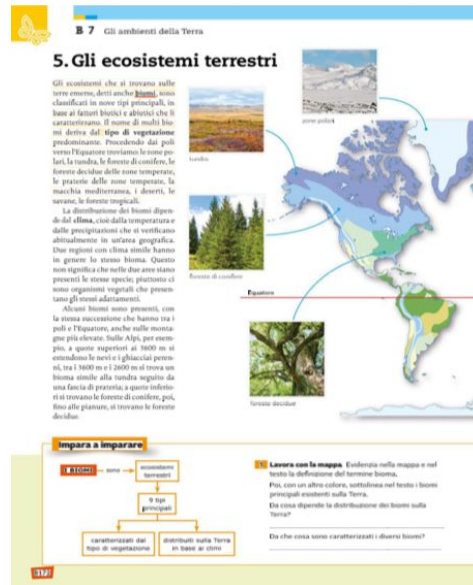 B 7 Gli ambienti della Terra
5. Gli ecosistemi terrestri
Gli ecosistemi che si trovano sulle
terre emerse, detti anche biomi, sono
classificati in nove tipi principali, in
base ai fattori biotici e abiotici che li
caratterizzano. Il nome di molti bio-
mi deriva dal tipo di vegetazione
predominante. Procedendo dai poli
verso l'Equatore troviamo: le zone po-
lari, la tundra, le foreste di conifere, le
foreste decidue delle zone temperate,
le praterie delle zone temperate, la
macchia mediterranea, i deserti, le
savane, le foreste tropicali.
La distribuzione dei biomi dipen-
de dal clima, cioè dalla temperatura e
dalle precipitazioni che si verificano
abitualmente in un'area geografica.
Due regioni con clima simile hanno
in genere lo stesso bioma. Questo
non significa che nelle due aree siano
presenti le stesse specie; piuttosto ci
sono organismi vegetali che presen-
tano gli stessi adattamenti.
Alcuni biomi sono presenti, con
la stessa successione che hanno tra i
poli e l'Equatore, anche sulle monta-
gne più elevate. Sulle Alpi, per esem-
pio, a quote superiori ai 3600 m si
estendono le nevi e i ghiacciai peren-
ni, tra i 3600 m e i 2600 m si trova un
bioma simile alla tundra seguito da
una fascia di prateria; a quote inferio-
ri si trovano le foreste di conifere, poi,
fino alle pianure, si trovano le foreste
decidue.
zone polari
tundra
foreste di conifere
Equatore
foreste decidue
Impara a imparare
I BIOMI
sono
ecosistemi
terrestri
9 tipi
principali
caratterizzati dal
tipo di vegetazione
distribuiti sulla Terra
in base ai climi
Lavora con la mappa Evidenzia nella mappa e nel
testo la definizione del termine bioma.
Poi, con un altro colore, sottolinea nel testo i biomi
principali esistenti sulla Terra.
Da cosa dipende la distribuzione dei biomi sulla
Terra?
Da che cosa sono caratterizzati i diversi biomi?